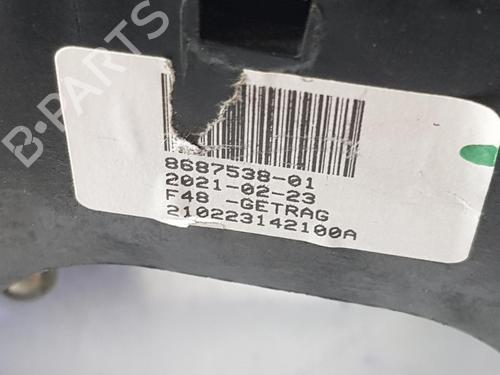 B-PARTS
8687538-01
2021-02-23
F48 -GETRAG
210223142100A